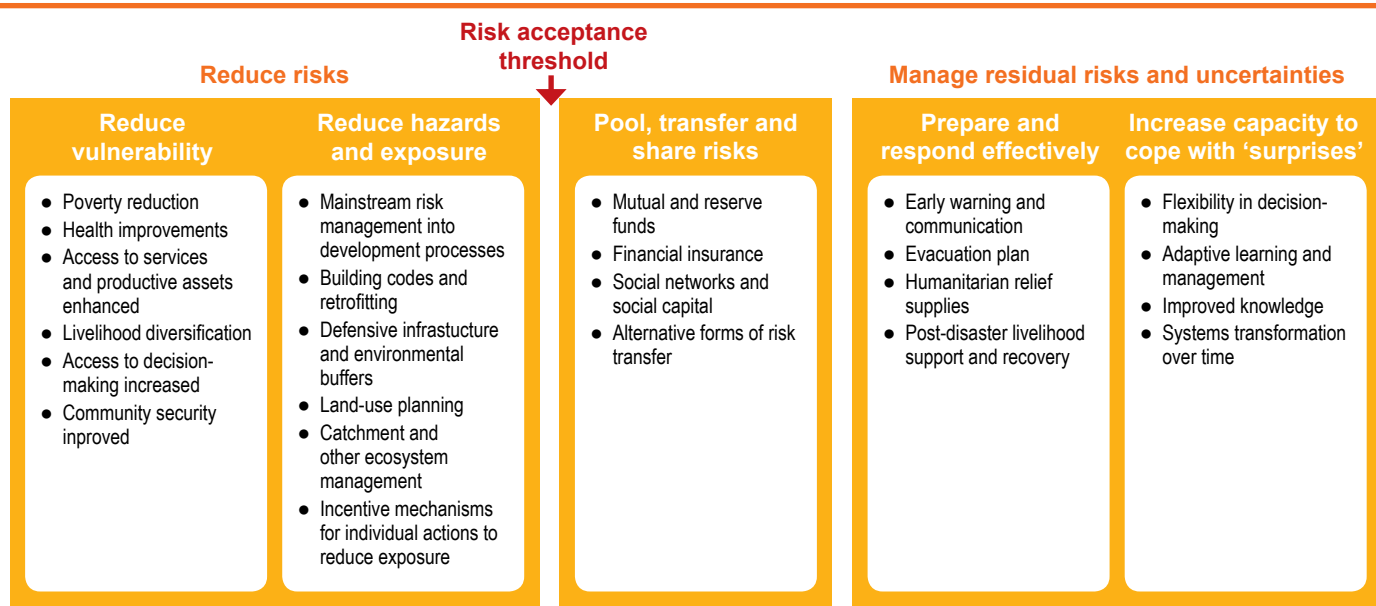 Risk acceptance
threshold
Reduce risks
Manage residual risks and uncertainties
Reduce
vulnerability
● Poverty reduction
● Health improvements
● Access to services
and productive assets
enhanced
● Livelihood diversification
● Access to decision-
making increased
● Community security
inproved
Reduce hazards
and exposure
● Mainstream risk
management into
development processes
● Building codes and
retrofitting
● Defensive infrastucture
and environmental
buffers
● Land-use planning
● Catchment and
other ecosystem
management
● Incentive mechanisms
for individual actions to
reduce exposure
Pool, transfer and
share risks
● Mutual and reserve
funds
● Financial insurance
● Social networks and
social capital
● Alternative forms of risk
transfer
Prepare and
respond effectively
● Early warning and
communication
● Evacuation plan
● Humanitarian relief
supplies
● Post-disaster livelihood
support and recovery
Increase capacity to
cope with ‘surprises’
● Flexibility in decision-
making
● Adaptive learning and
management
● Improved knowledge
● Systems transformation
over time